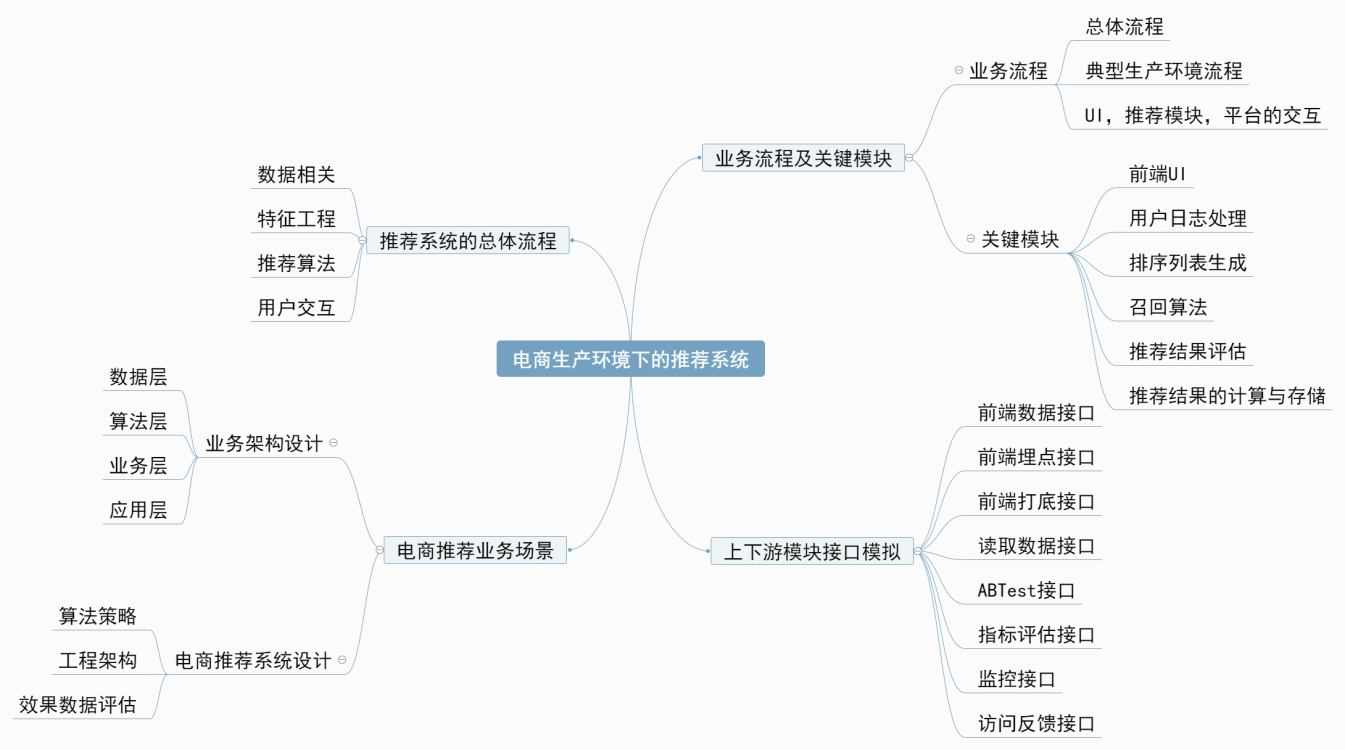 电商生产环境下的推荐系统
业务流程及关键模块
业务流程
总体流程
典型生产环境流程
UI，推荐模块，平台的交互
关键模块
前端UI
用户日志处理
排序列表生成
召回算法
推荐结果评估
推荐结果的计算与存储
上下游模块接口模拟
前端数据接口
前端埋点接口
前端打底接口
读取数据接口
ABTest接口
指标评估接口
监控接口
访问反馈接口
推荐系统的总体流程
数据相关
特征工程
推荐算法
用户交互
电商推荐业务场景
业务架构设计
数据层
算法层
业务层
应用层
电商推荐系统设计
算法策略
工程架构
效果数据评估